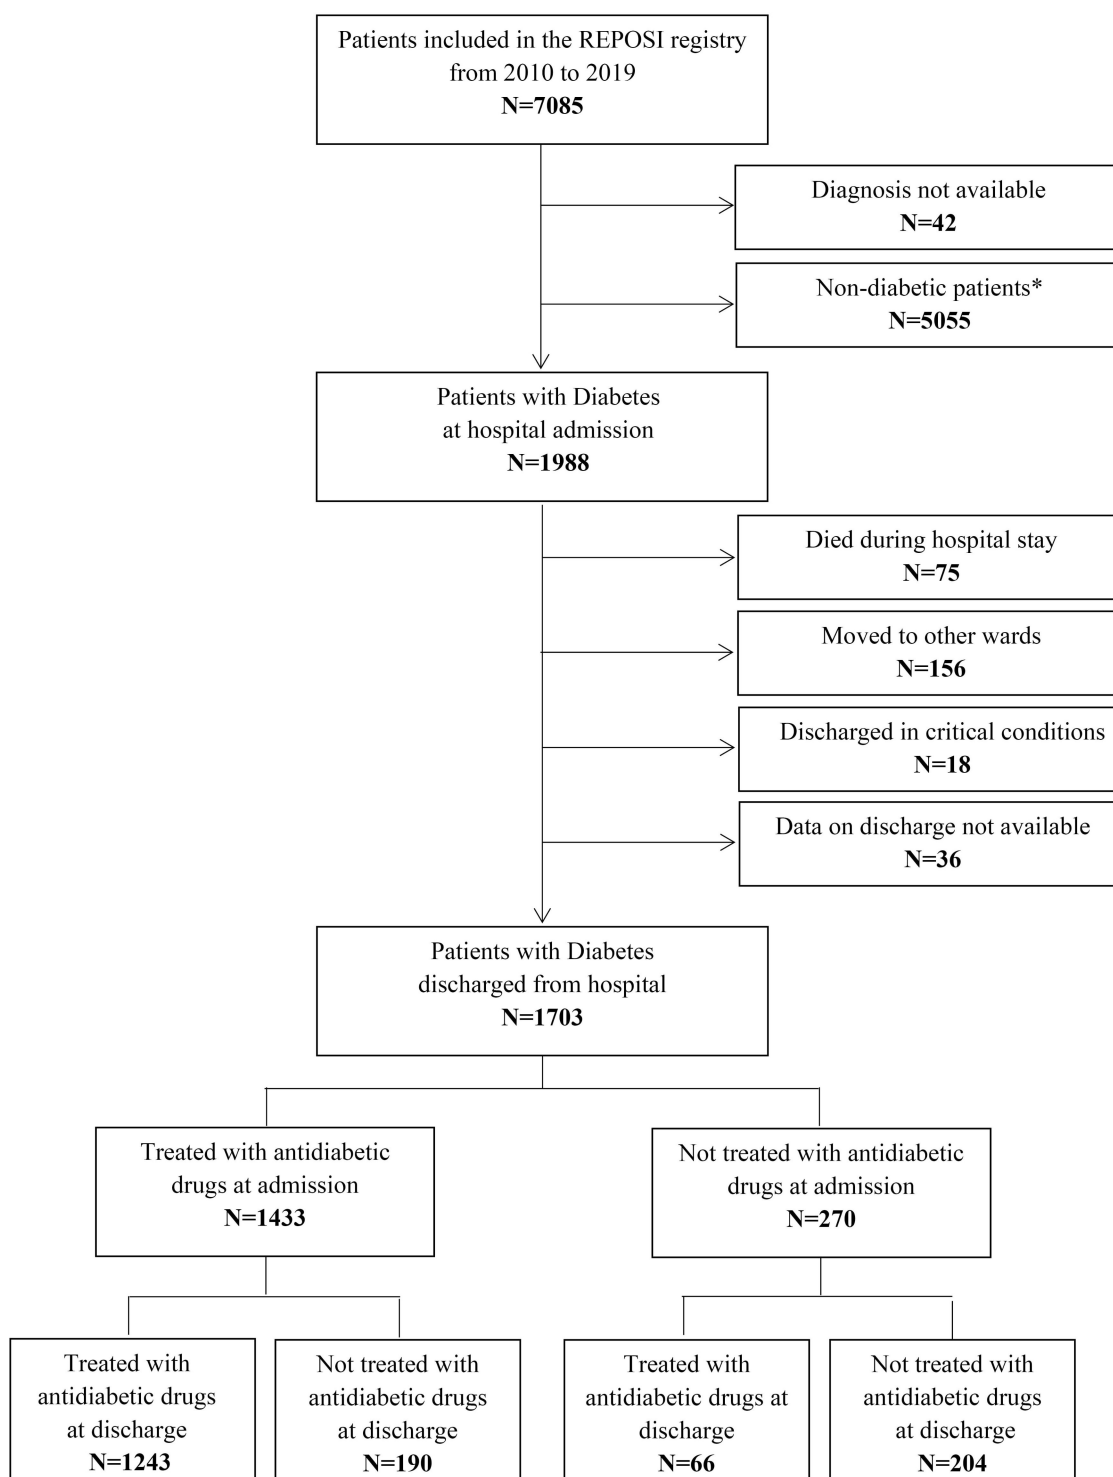 Patients included in the REPOSI registry
from 2010 to 2019
N=7085
Diagnosis not available
N=42
Non-diabetic patients*
N=5055
Patients with Diabetes
at hospital admission
N=1988
Died during hospital stay
N=75
Moved to other wards
N=156
Discharged in critical conditions
N=18
Data on discharge not available
N=36
Patients with Diabetes
discharged from hospital
N=1703
Treated with antidiabetic
drugs at admission
N=1433
Not treated with antidiabetic
drugs at admission
N=270
Treated with
antidiabetic drugs
at discharge
N=1243
Not treated with
antidiabetic drugs
at discharge
N=190
Treated with
antidiabetic drugs at
discharge
N=66
Not treated with
antidiabetic drugs
at discharge
N=204